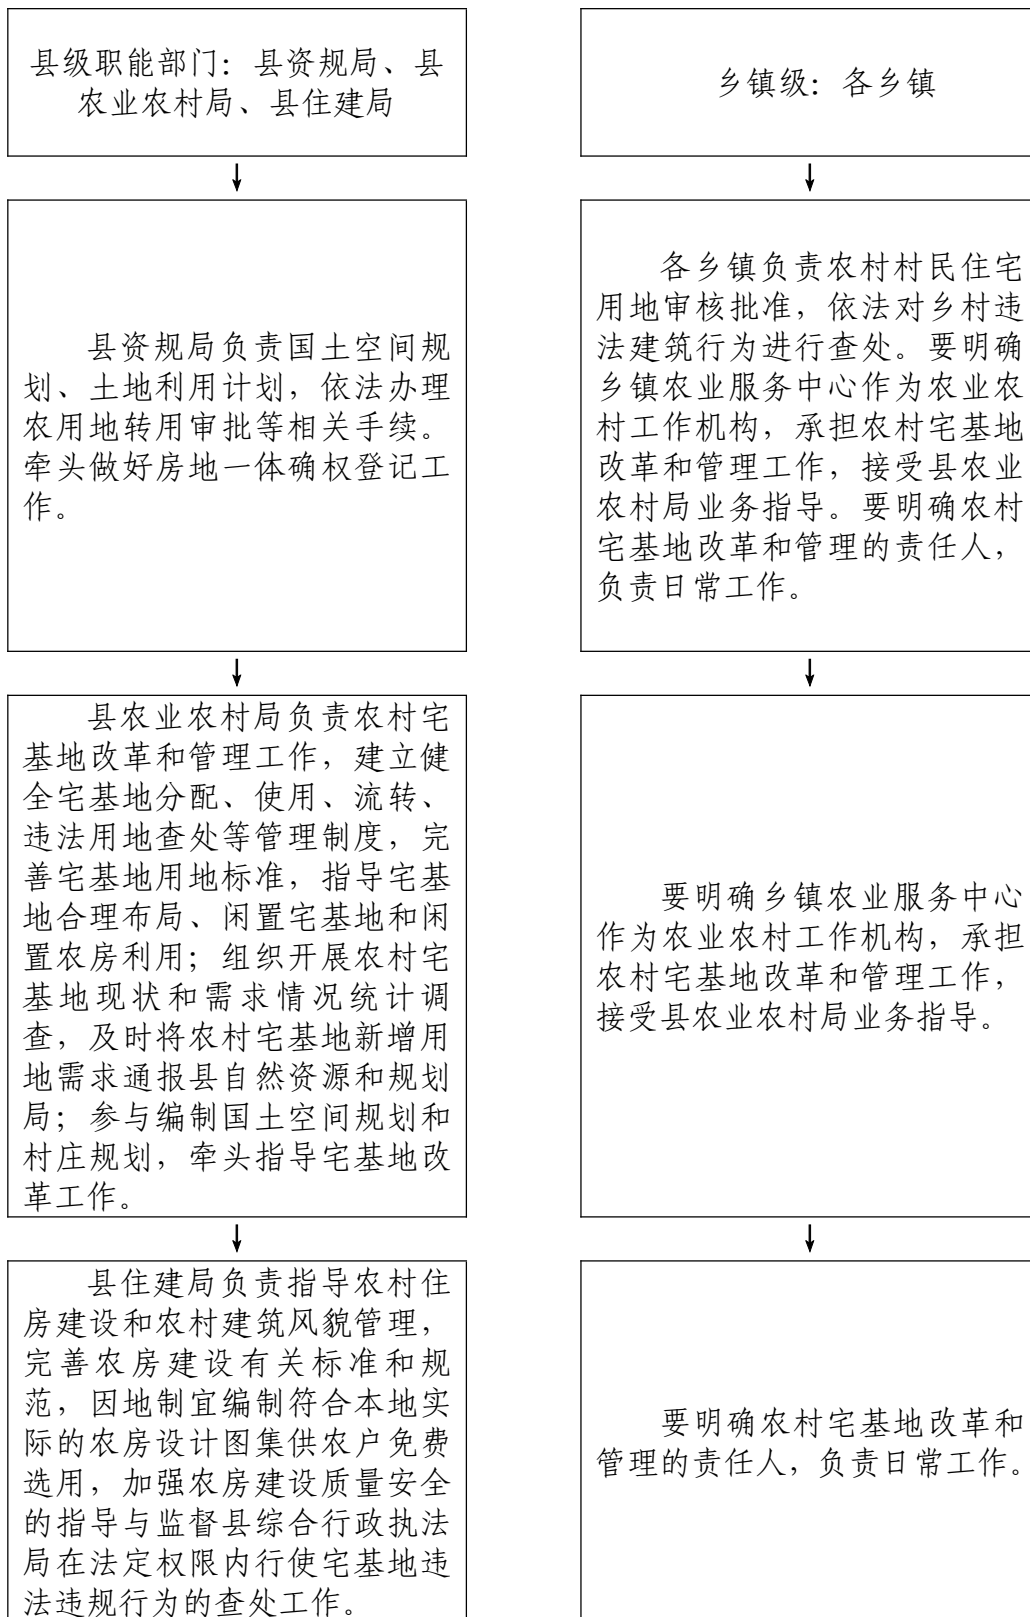 县级职能部门：县资规局、县
农业农村局、县住建局
县资规局负责国土空间规
划、土地利用计划，依法办理
农用地转用审批等相关手续。
牵头做好房地一体确权登记工
作。
县农业农村局负责农村宅
基地改革和管理工作，建立健
全宅基地分配、使用、流转、
违法用地查处等管理制度，完
善宅基地用地标准，指导宅基
地合理布局、闲置宅基地和闲
置农房利用；组织开展农村宅
基地现状和需求情况统计调
查，及时将农村宅基地新增用
地需求通报县自然资源和规划
局；参与编制国土空间规划和
村庄规划，牵头指导宅基地改
革工作。
县住建局负责指导农村住
房建设和农村建筑风貌管理，
完善农房建设有关标准和规
范，因地制宜编制符合本地实
际的农房设计图集供农户免费
选用，加强农房建设质量安全
的指导与监督县综合行政执法
局在法定权限内行使宅基地违
法违规行为的查处工作。
乡镇级：各乡镇
各乡镇负责农村村民住宅
用地审核批准，依法对乡村违
法建筑行为进行查处。要明确
乡镇农业服务中心作为农业农
村工作机构，承担农村宅基地
改革和管理工作，接受县农业
农村局业务指导。要明确农村
宅基地改革和管理的责任人，
负责日常工作。
要明确乡镇农业服务中心
作为农业农村工作机构，承担
农村宅基地改革和管理工作，
接受县农业农村局业务指导。
要明确农村宅基地改革和
管理的责任人，负责日常工作。